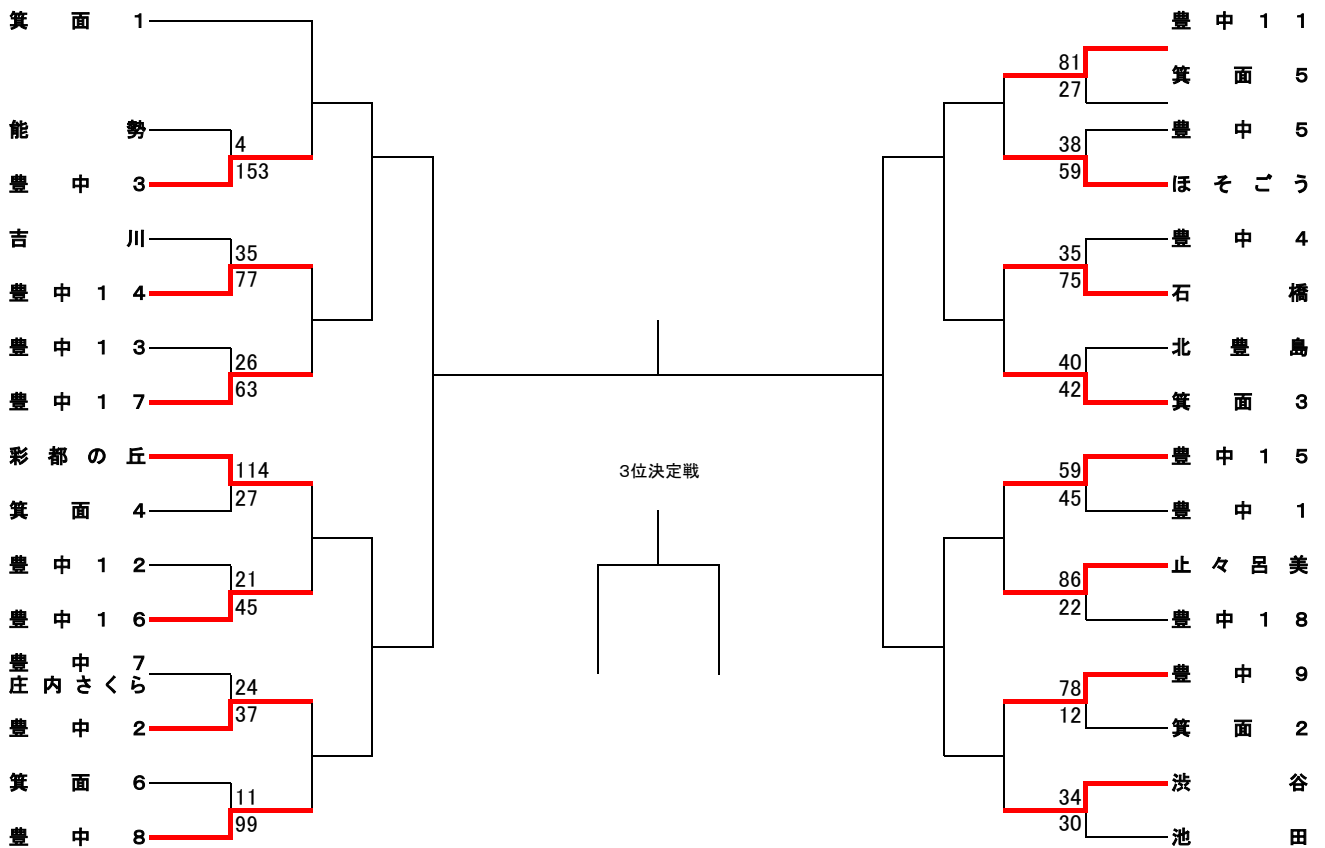 箕面1
能勢
4
153
豊中3
吉川
35
77
豊中14
豊中13
26
63
豊中17
彩都の丘
114
27
箕面4
豊中12
21
45
豊中16
豊中7
庄内さくら
24
37
豊中2
箕面6
11
99
豊中8
3位決定戦
豊中11
81
箕面5
27
豊中5
38
59
ほそごう
豊中4
35
75
石橋
北豊島
40
42
箕面3
豊中15
59
45
豊中1
止々呂美
86
22
豊中18
豊中9
78
12
箕面2
渋谷
34
30
池田